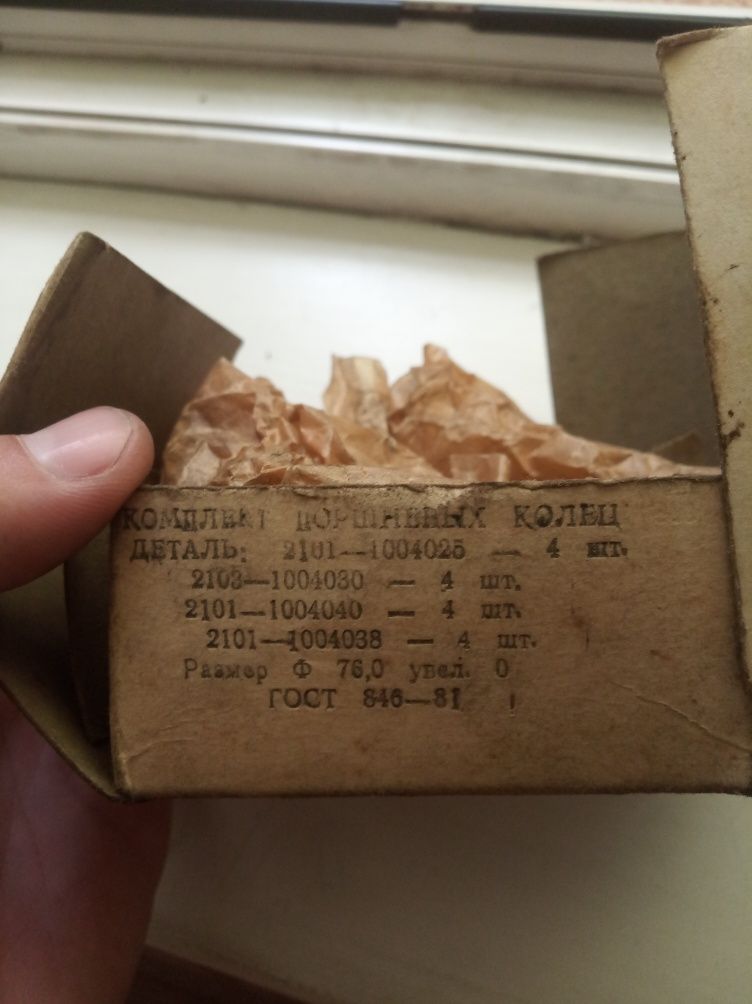 КОМПЛЕКТ ПОРШНЕВЫХ КОЛЕЦ
ДЕТАЛЬ: 2101—1004025 — 4 шт.
2103—1004030 — 4 шт.
2101—1004040 — 4 шт.
2101—1004038 — 4 шт.
Размер Ф 76,0 увел. 0
ГОСТ 846—81